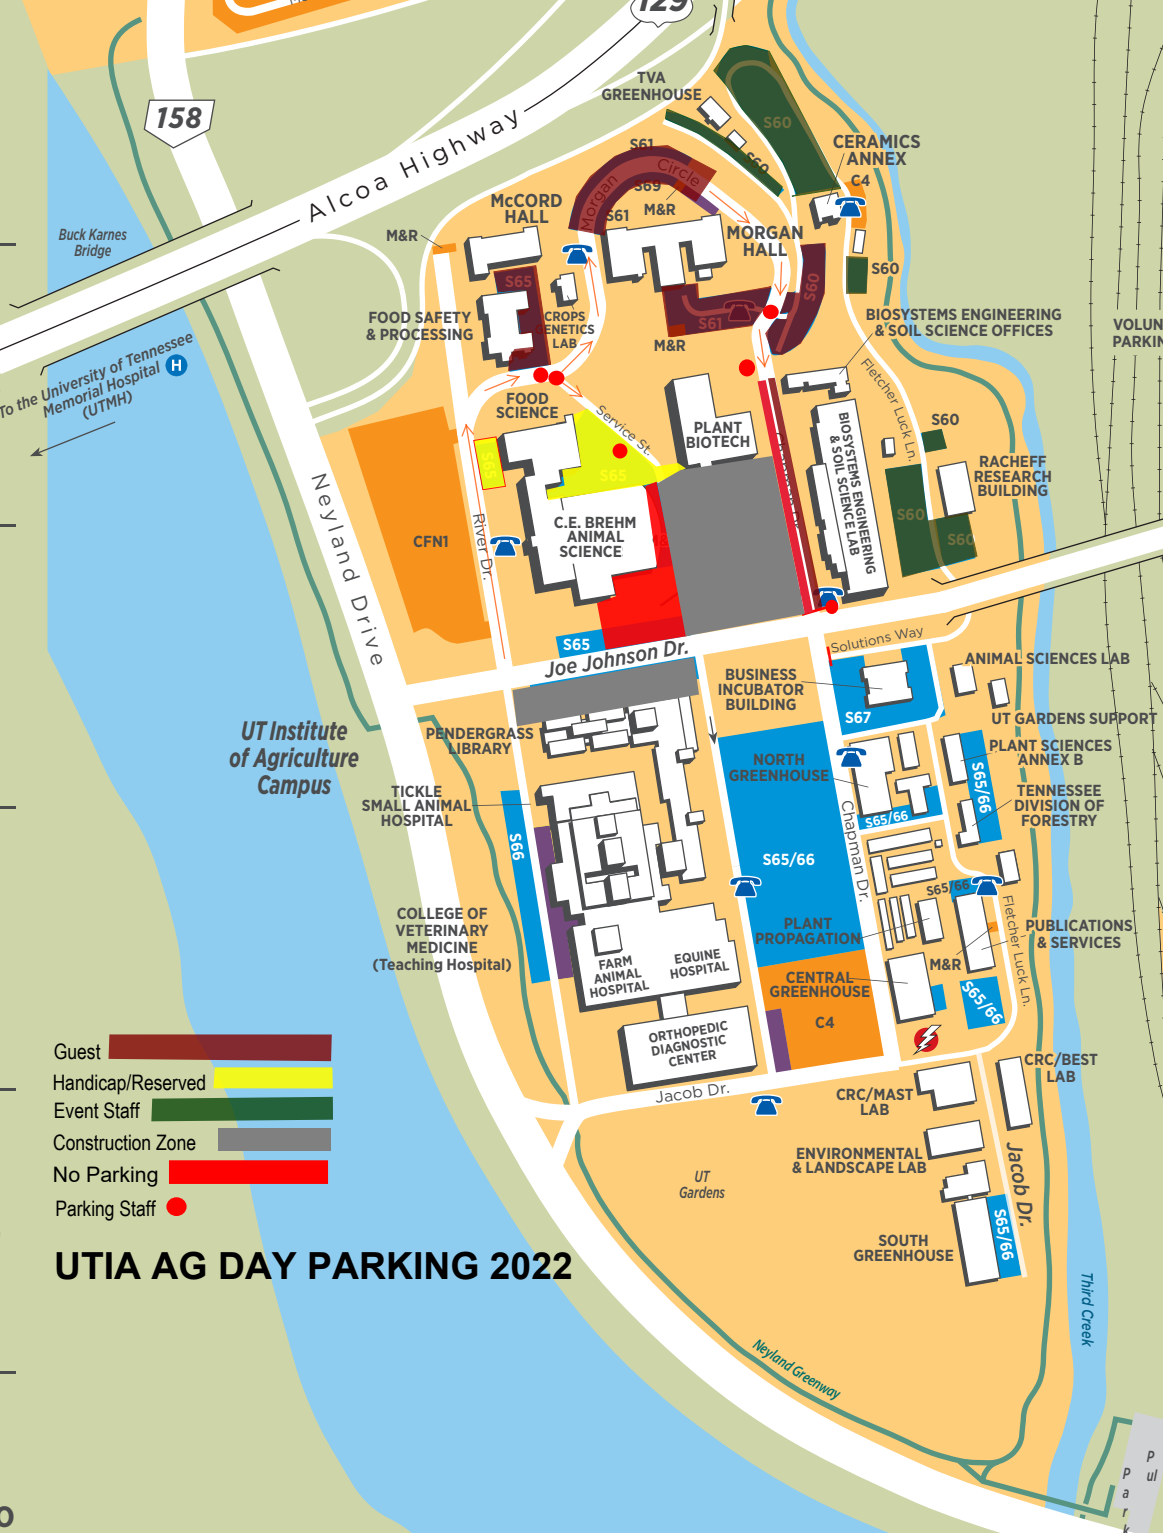 129
158
TVA
GREENHOUSE
S60
CERAMICS
ANNEX
C4
S60
S61
Circle
S69
Morgan
M&R
S61
McCORD
HALL
MORGAN
HALL
M&R
Alcoa Highway
Buck Karnes
Bridge
S65
S60
S60
FOOD SAFETY
& PROCESSING
CROPS
GENETICS
LAB
S61
M&R
BIOSYSTEMS ENGINEERING
& SOIL SCIENCE OFFICES
VOLUN
PARKIN
To the University of Tennessee
Memorial Hospital H
(UTMH)
FOOD
SCIENCE
Service St.
Fletcher Luck Ln.
PLANT
BIOTECH
BIOSYSTEMS ENGINEERING
& SOIL SCIENCE LAB
S60
RACHEFF
RESEARCH
BUILDING
S65
S65
S60
S60
CFN1
River Dr.
C.E. BREHM
ANIMAL
SCIENCE
Neyland Drive
S65
Joe Johnson Dr.
Solutions Way
ANIMAL SCIENCES LAB
BUSINESS
INCUBATOR
BUILDING
S67
UT GARDENS SUPPORT
UT Institute
of Agriculture
Campus
PENDERGRASS
LIBRARY
NORTH
GREENHOUSE
PLANT SCIENCES
ANNEX B
S65/66
TENNESSEE
DIVISION OF
FORESTRY
TICKLE
SMALL ANIMAL
HOSPITAL
S66
S65/66
Chapman Dr.
S65/66
S65/66
Fletcher Luck Ln.
COLLEGE OF
VETERINARY
MEDICINE
(Teaching Hospital)
PLANT
PROPAGATION
PUBLICATIONS
& SERVICES
M&R
FARM
ANIMAL
HOSPITAL
EQUINE
HOSPITAL
CENTRAL
GREENHOUSE
S65/66
C4
ORTHOPEDIC
DIAGNOSTIC
CENTER
CRC/BEST
LAB
Jacob Dr.
CRC/MAST
LAB
ENVIRONMENTAL
& LANDSCAPE LAB
Jacob Dr.
UT
Gardens
SOUTH
GREENHOUSE
S65/66
Third Creek
Neyland Greenway
Guest
Handicap/Reserved
Event Staff
Construction Zone
No Parking
Parking Staff
UTIA AG DAY PARKING 2022
P
ul
P
a
r
k